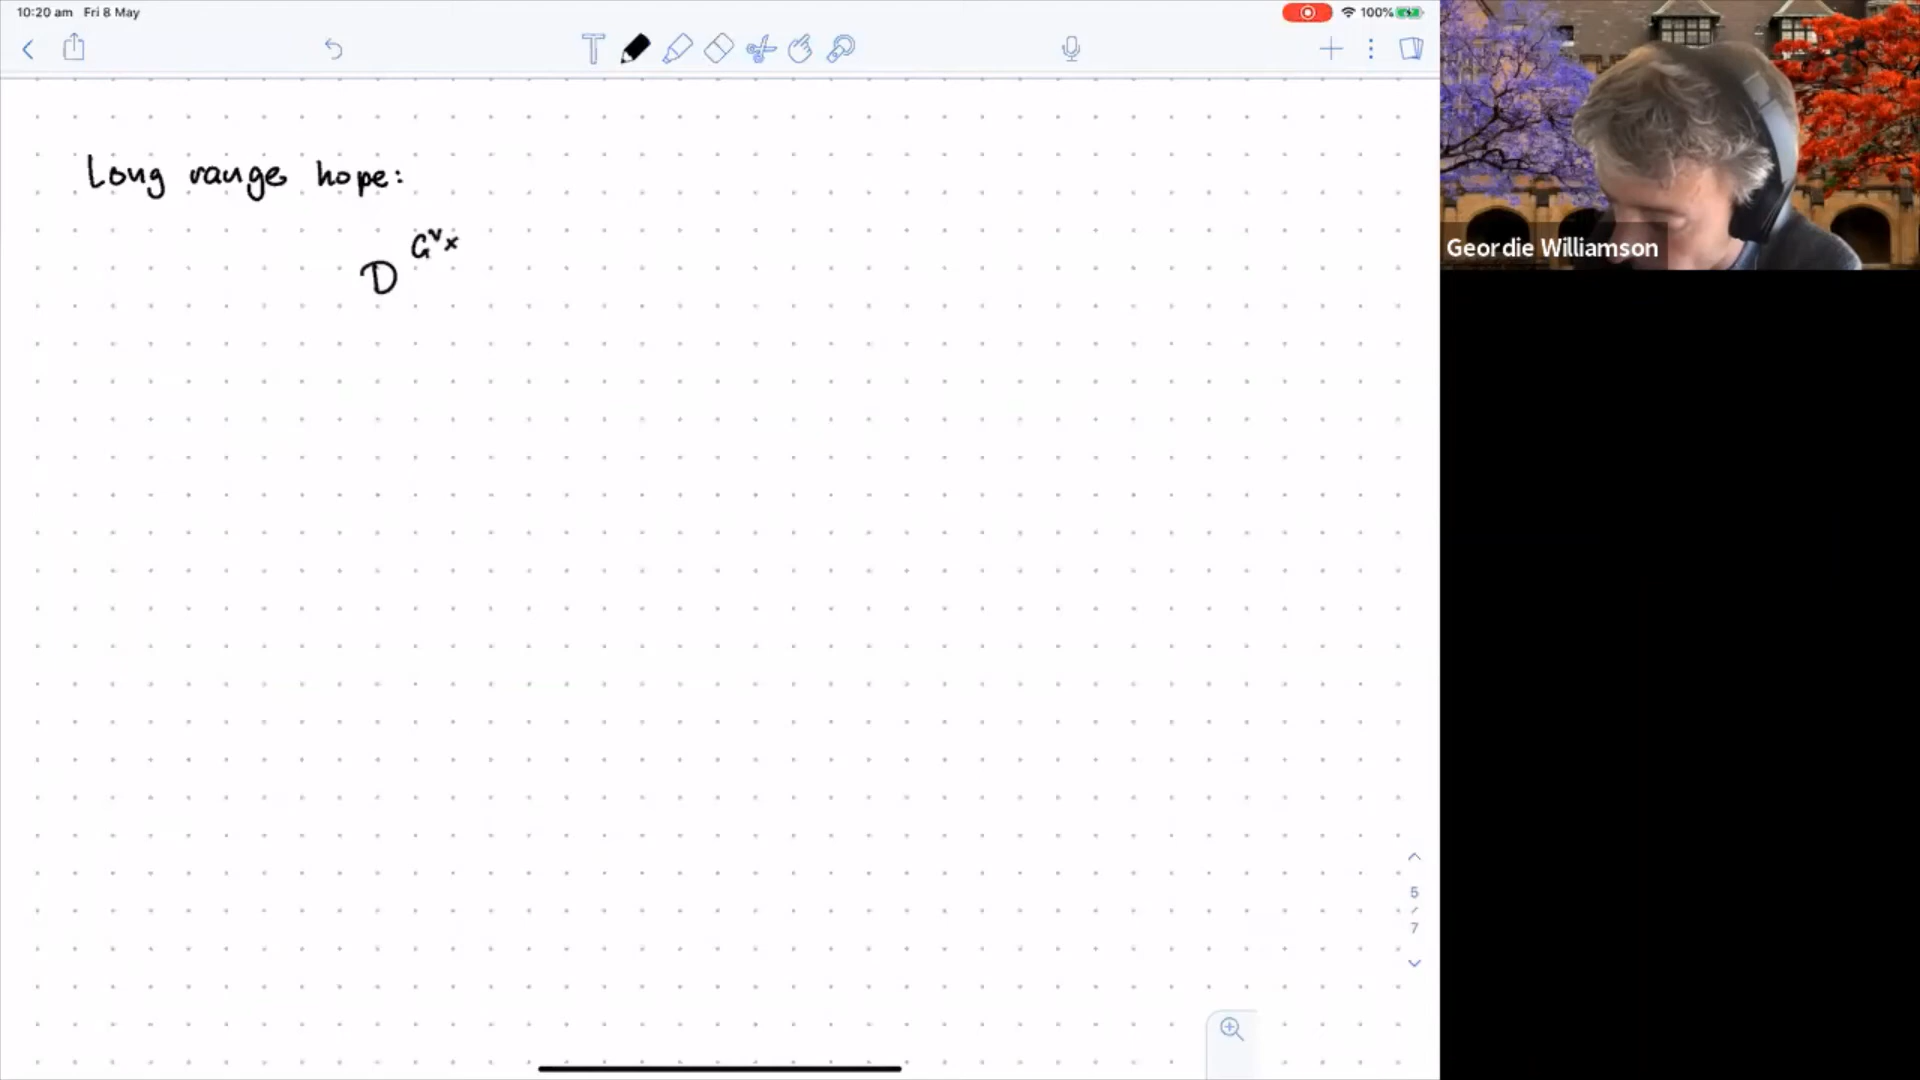 10:20 am Fri 8 May
100%
T
Long range hope:
D^{G^∨ ×}
Geordie Williamson
5
/
7